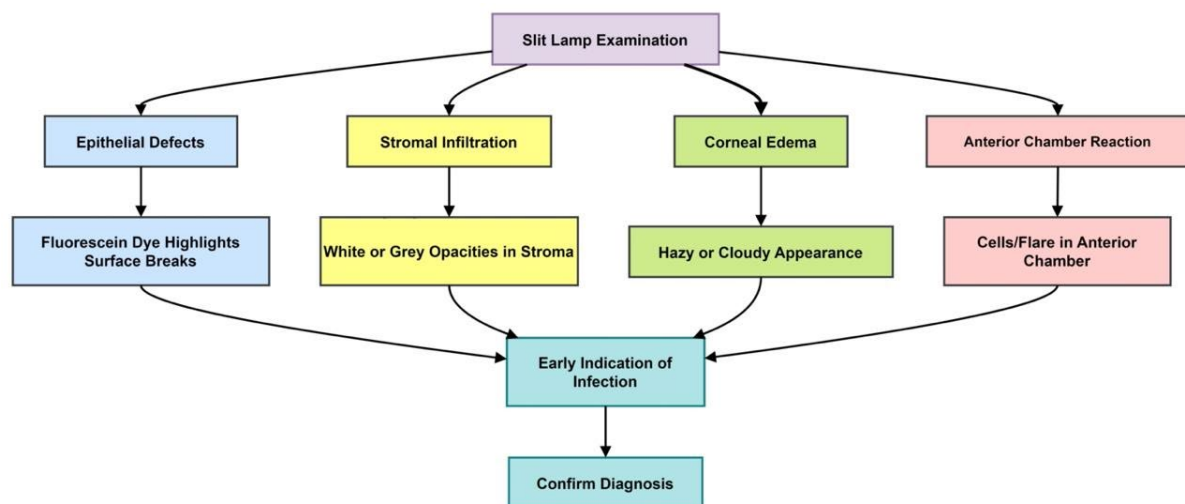 Slit Lamp Examination
Epithelial Defects
Stromal Infiltration
Corneal Edema
Anterior Chamber Reaction
Fluorescein Dye Highlights
Surface Breaks
White or Grey Opacities in Stroma
Hazy or Cloudy Appearance
Cells/Flare in Anterior
Chamber
Early Indication of
Infection
Confirm Diagnosis